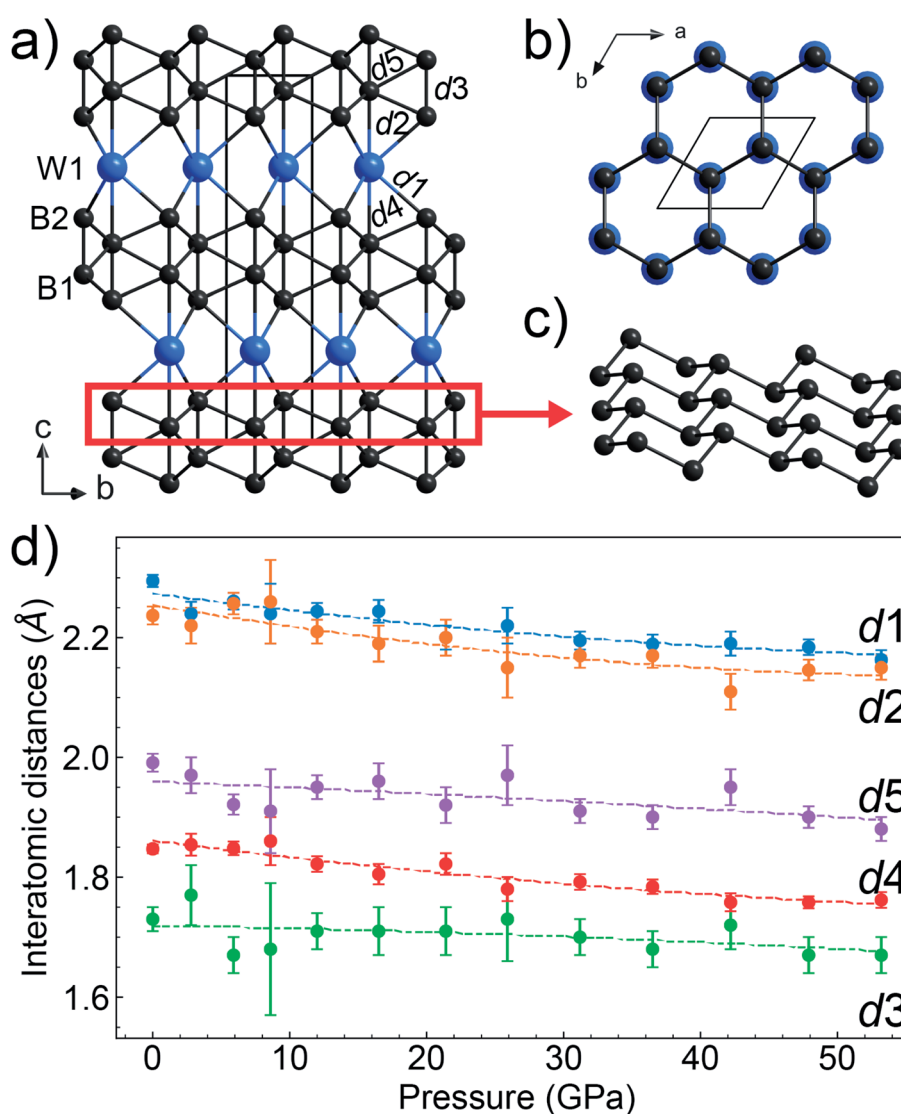 a)
d5
d3
d2
W1
d1
B2
d4
B1
c
b
b)
a
b
c)
d)
Interatomic distances (Å)
2.2
2.0
1.8
1.6
d1
d2
d5
d4
d3
0 10 20 30 40 50
Pressure (GPa)